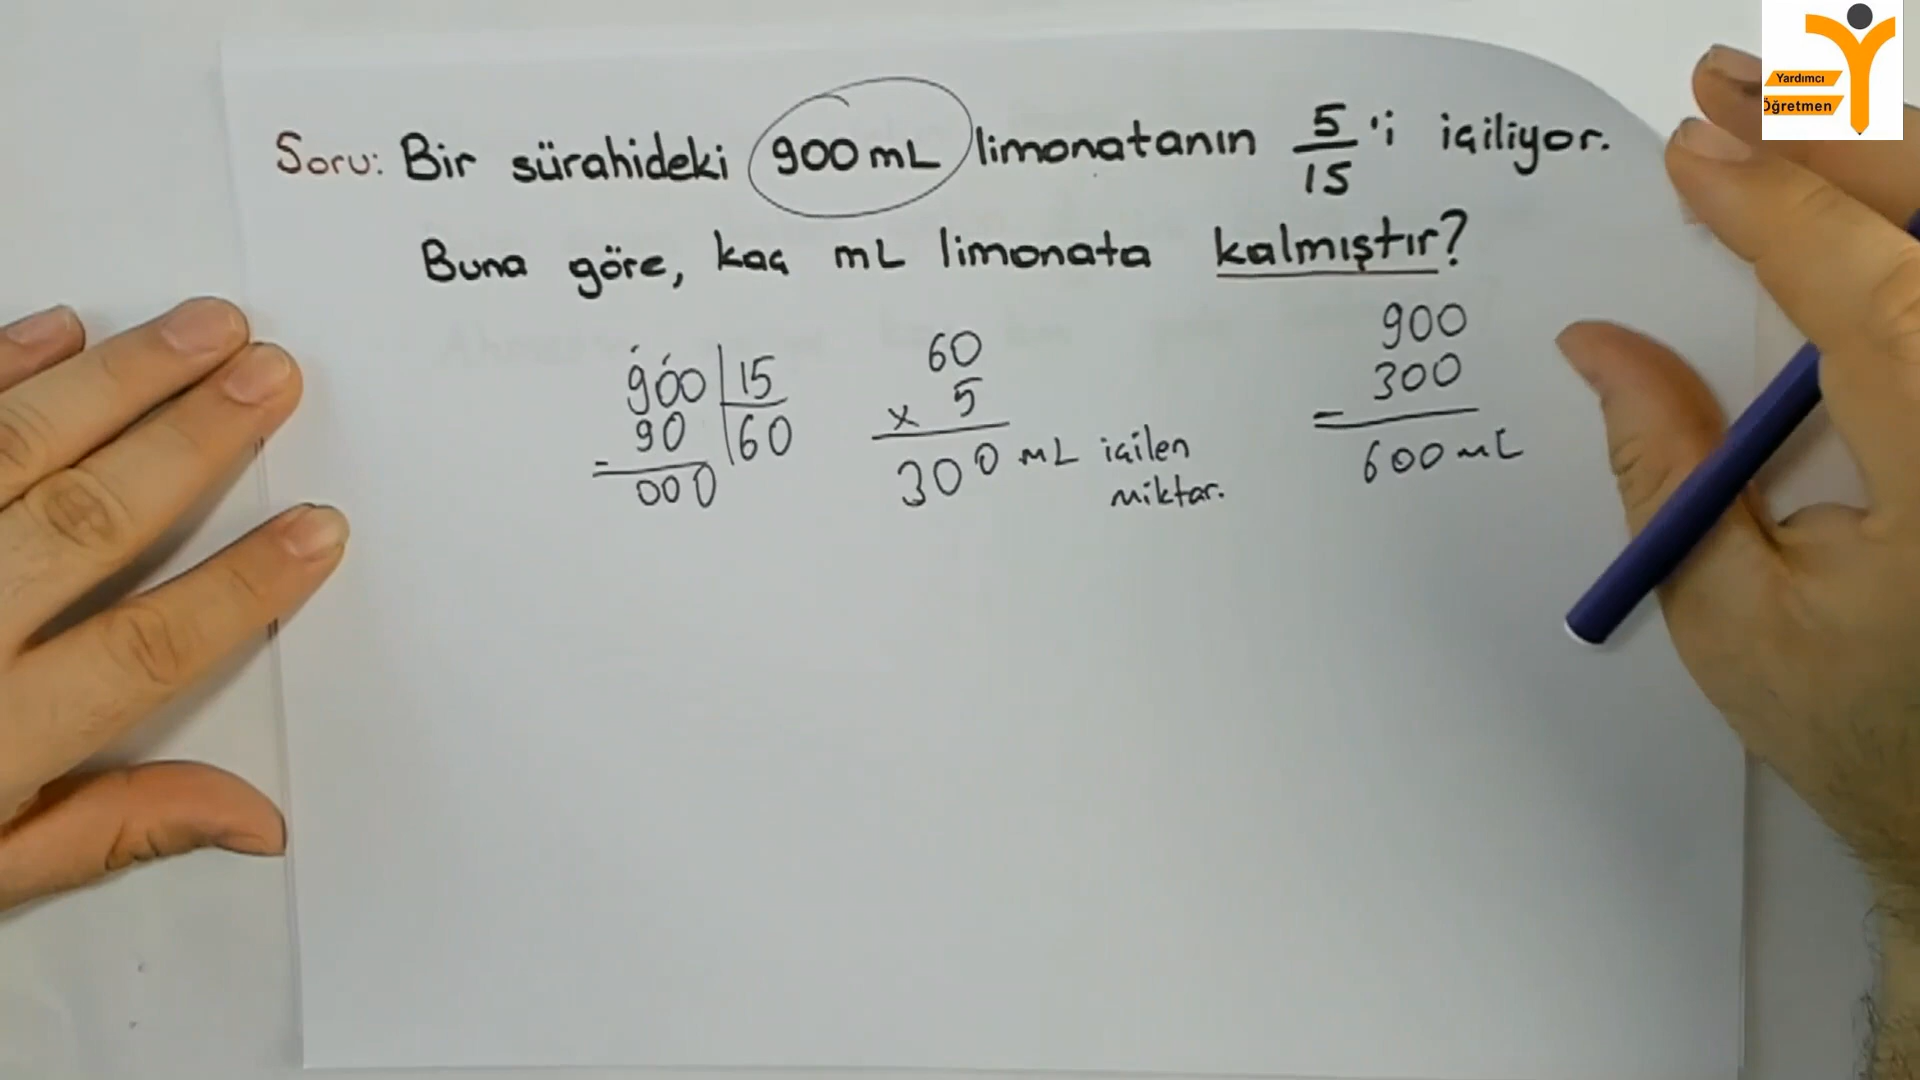 Yardımcı
Öğretmen
Soru: Bir sürahideki 900 mL limonatanın 5/15 'i içiliyor.
Buna göre, kaç mL limonata kalmıştır?
900 | 15
- 90 | 60
000
60
x 5
300 mL içilen
miktar.
900
- 300
600 mL